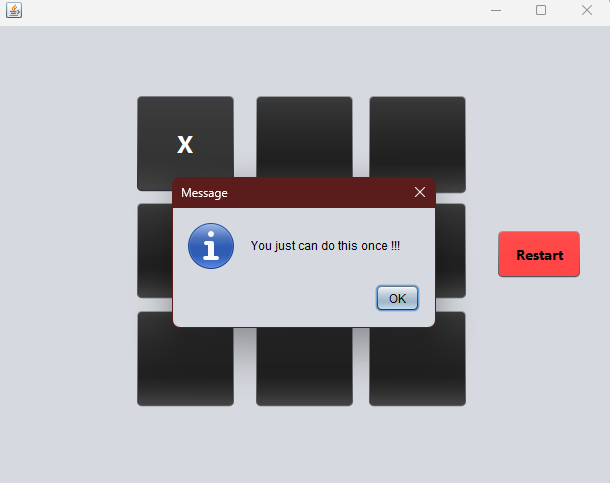 X
Message
You just can do this once !!!
Restart
OK